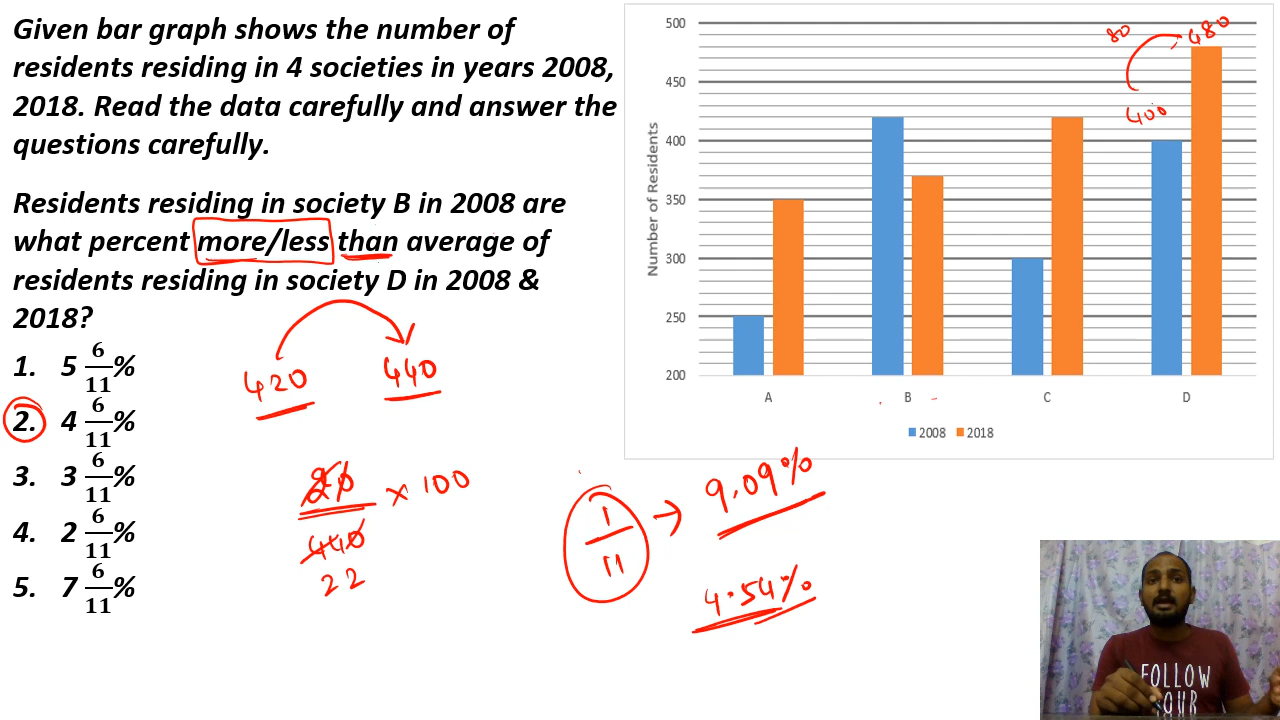 Given bar graph shows the number of
residents residing in 4 societies in years 2008,
2018. Read the data carefully and answer the
questions carefully.
Residents residing in society B in 2008 are
what percent more/less than average of
residents residing in society D in 2008 &
2018?
1. 5 6/11%
2. 4 6/11%
3. 3 6/11%
4. 2 6/11%
5. 7 6/11%
420 440
20/440 × 100
22
1/11 → 9.09%
4.54%
Number of Residents
500
450
400
350
300
250
200
80 480
400
A B C D
2008 2018
FOLLOW